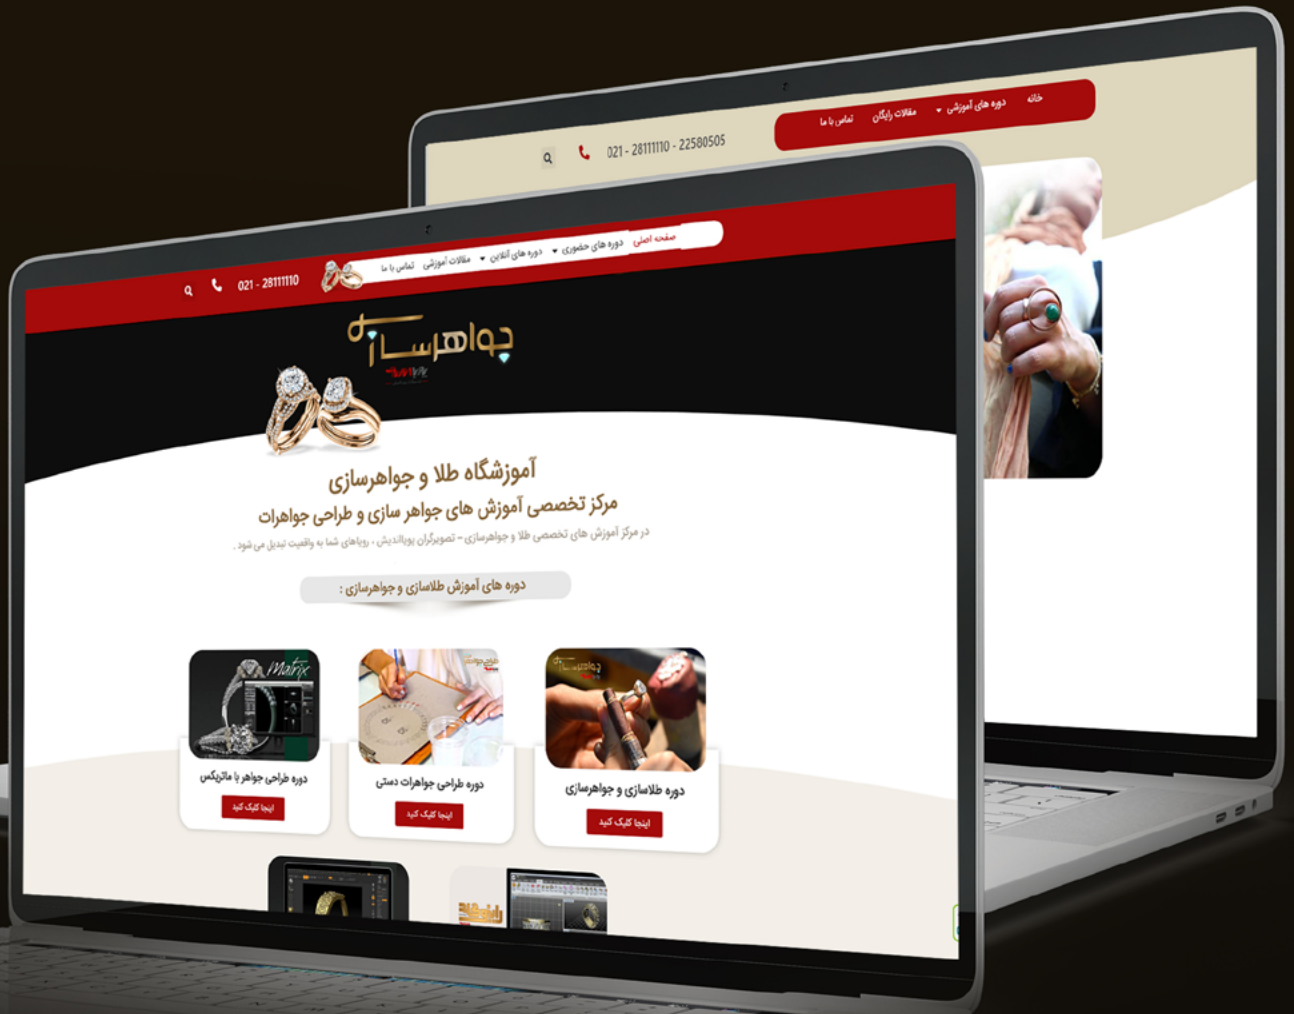 خانه دوره های آموزشی مقالات رایگان تماس با ما
021 - 28111110 - 22580505
صفحه اصلی دوره های حضوری دوره های آنلاین مقالات آموزشی تماس با ما
021 - 28111110
جواهرسازی
آموزشگاه طلا و جواهرسازی
مرکز تخصصی آموزش های جواهر سازی و طراحی جواهرات
در مرکز آموزش های تخصصی طلا و جواهرسازی – تصویرگران پویااندیش ، رویاهای شما به واقعیت تبدیل می شود .
دوره های آموزش طلاسازی و جواهرسازی :
جواهرسازی
Matrix
دوره طلاسازی و جواهرسازی
دوره طراحی جواهرات دستی
دوره طراحی جواهر با ماتریکس
اینجا کلیک کنید
اینجا کلیک کنید
اینجا کلیک کنید